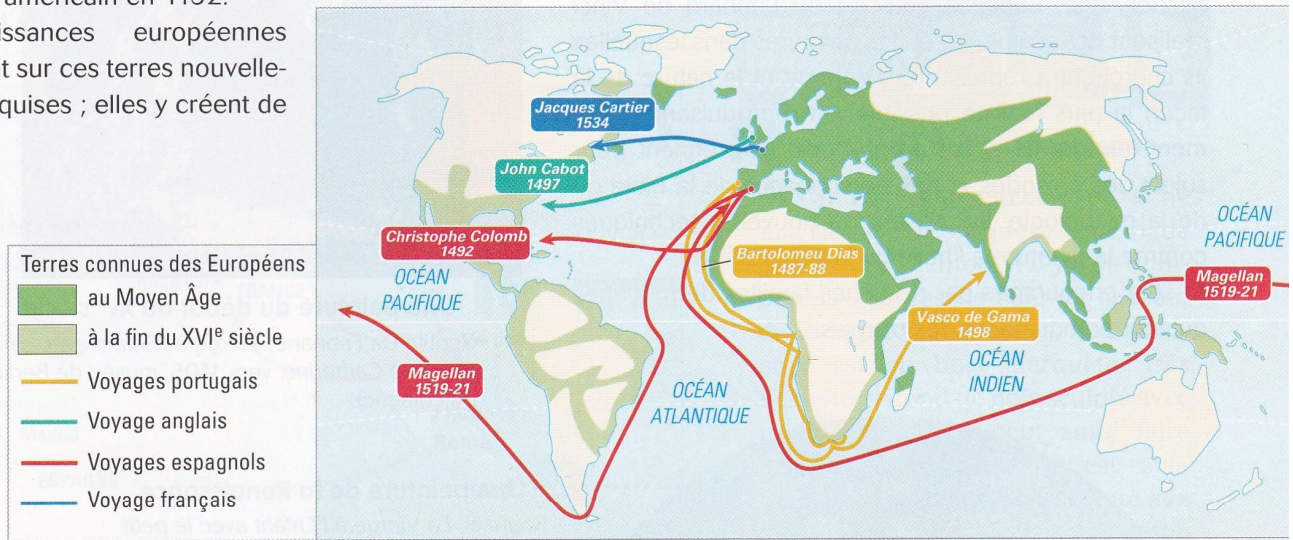 américain en 1492.
issances européennes
t sur ces terres nouvelle-
quises ; elles y créent de
Terres connues des Européens
au Moyen Âge
à la fin du XVIe siècle
Voyages portugais
Voyage anglais
Voyages espagnols
Voyage français
Jacques Cartier
1534
John Cabot
1497
Christophe Colomb
1492
OCÉAN
PACIFIQUE
Magellan
1519-21
OCÉAN
ATLANTIQUE
Bartolomeu Dias
1487-88
Vasco de Gama
1498
OCÉAN
INDIEN
OCÉAN
PACIFIQUE
Magellan
1519-21